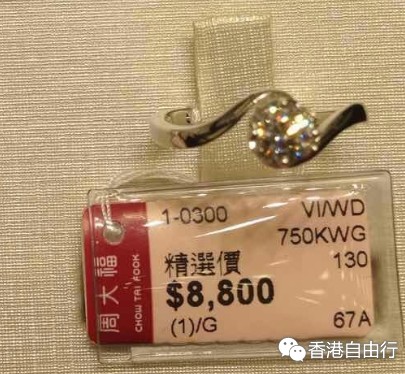 周大福
CHOW TAI FOOK
1-0300 VI/WD
750KWG
精選價 130
$8,800
(1)/G 67A
香港自由行